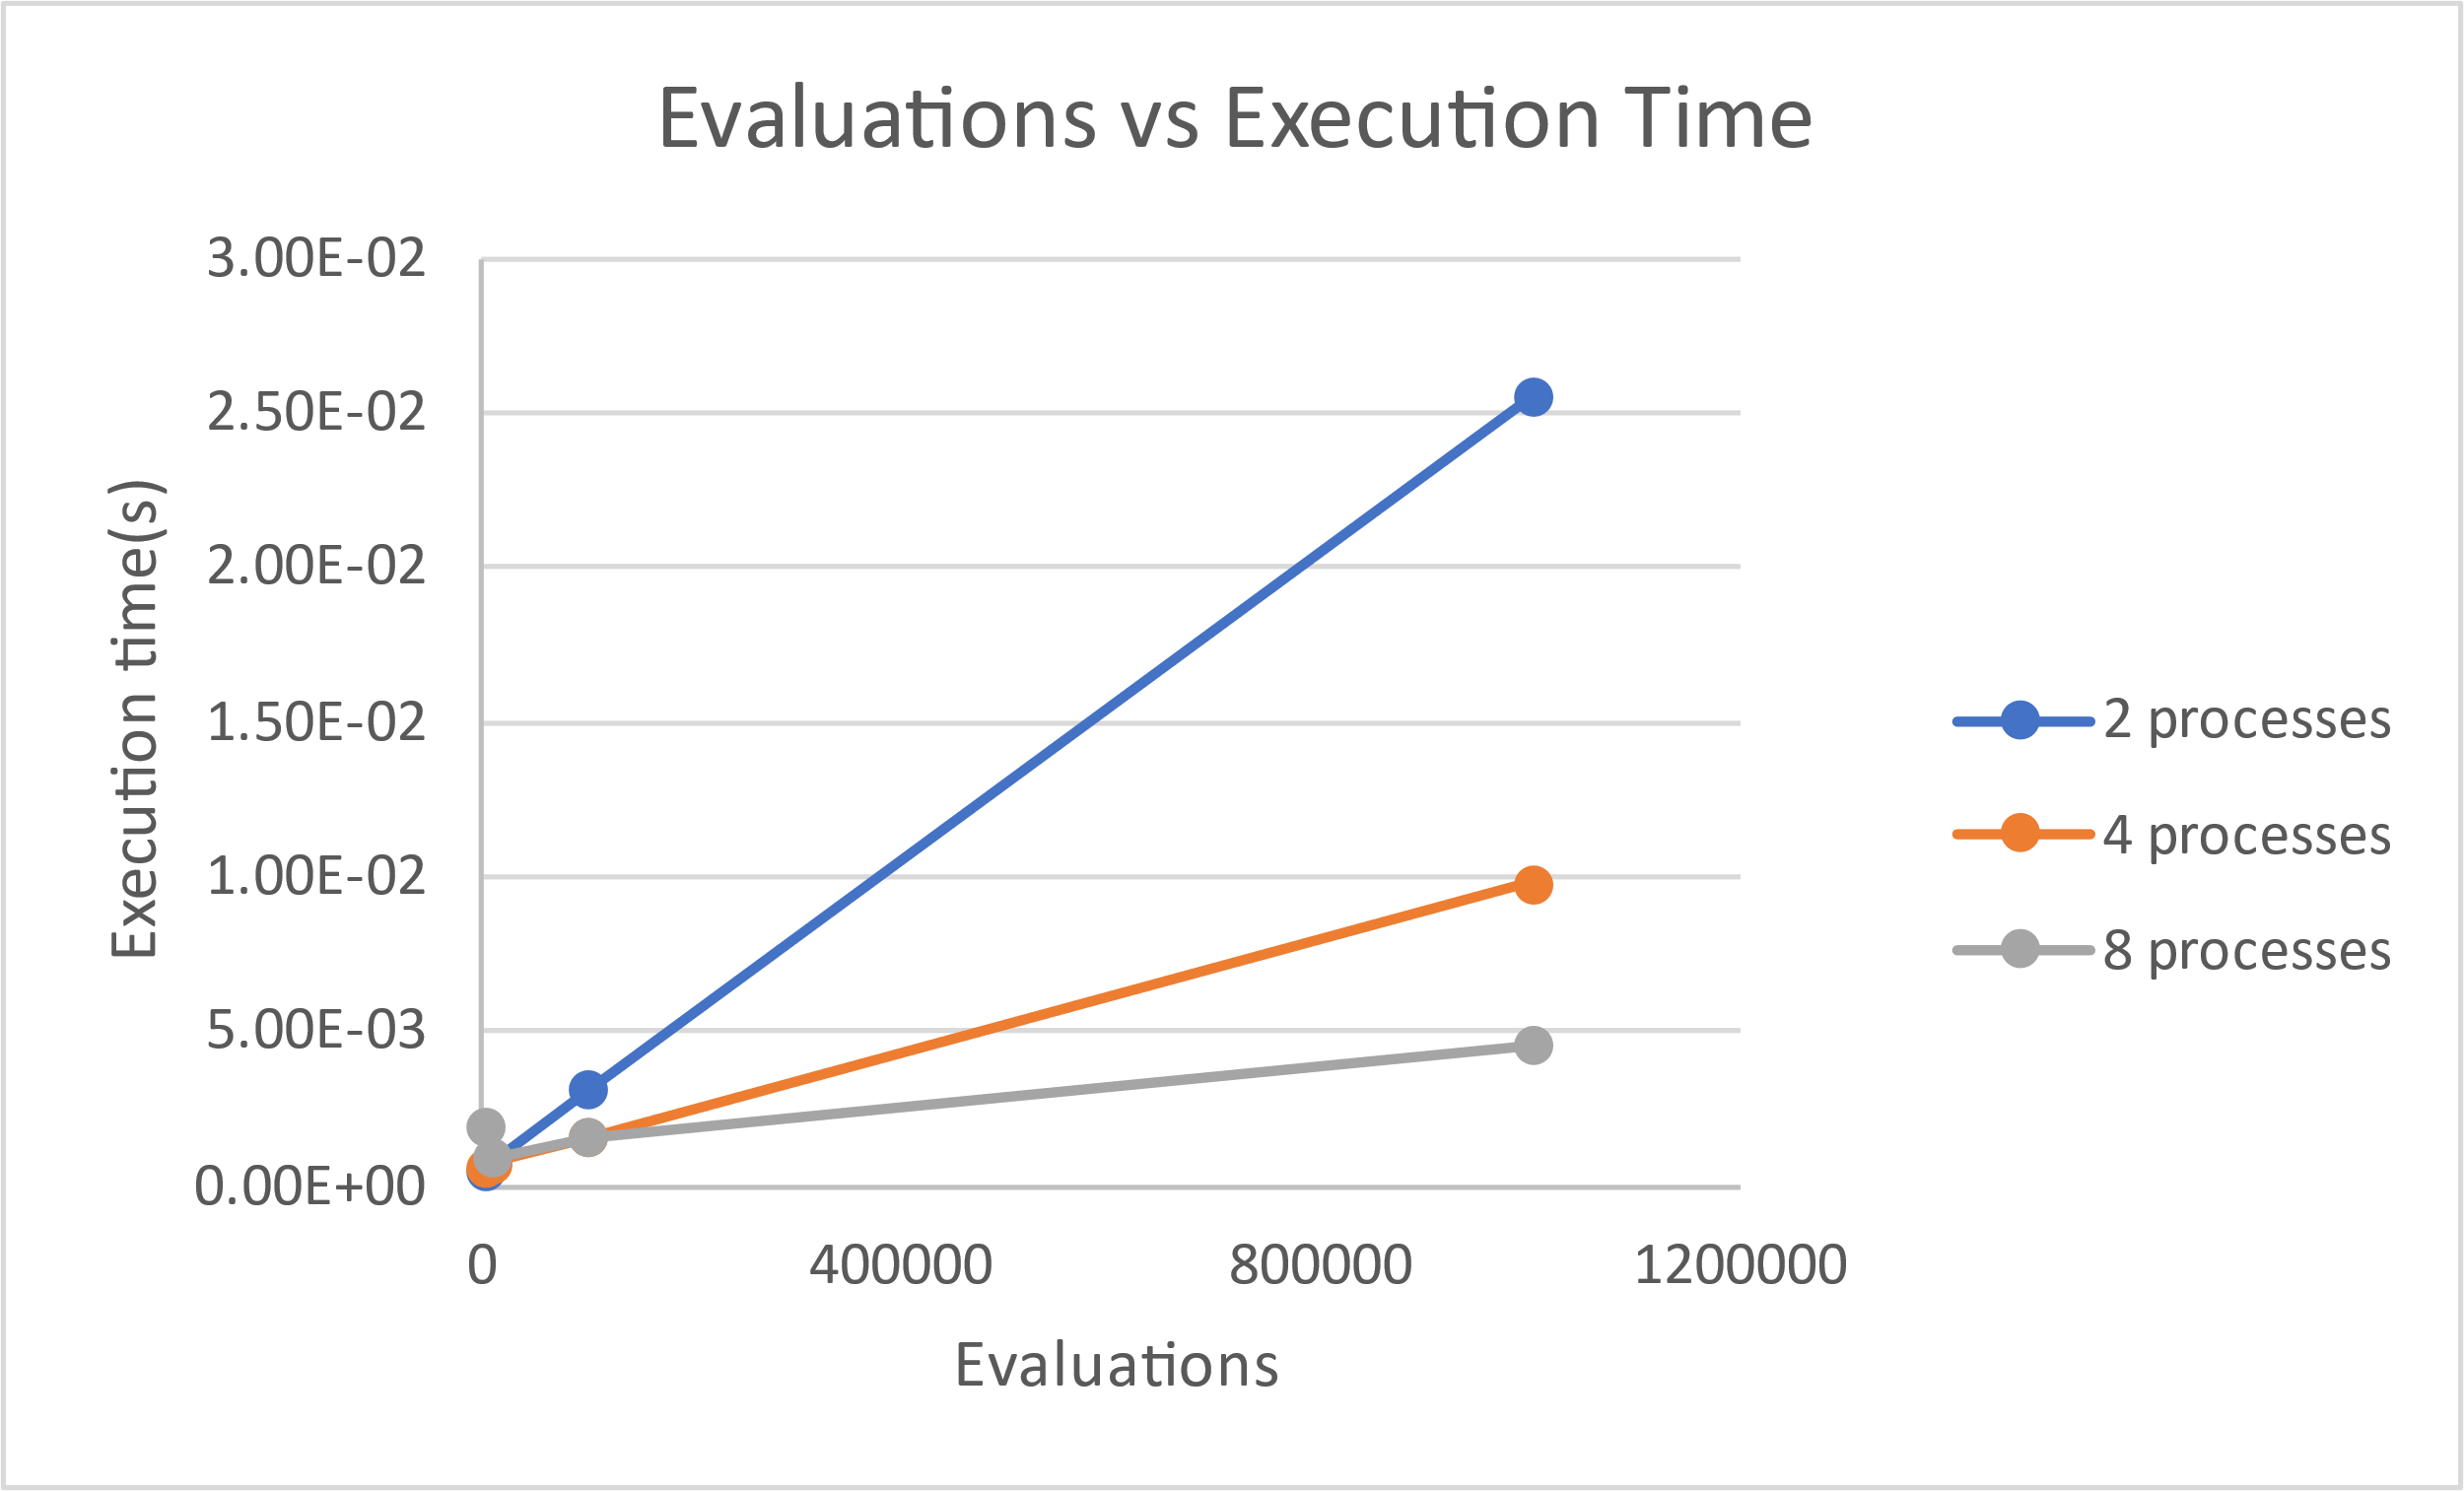 Evaluations vs Execution Time
3.00E-02
2.50E-02
2.00E-02
1.50E-02
1.00E-02
5.00E-03
0.00E+00
Execution time(s)
0
400000
800000
1200000
Evaluations
2 processes
4 processes
8 processes